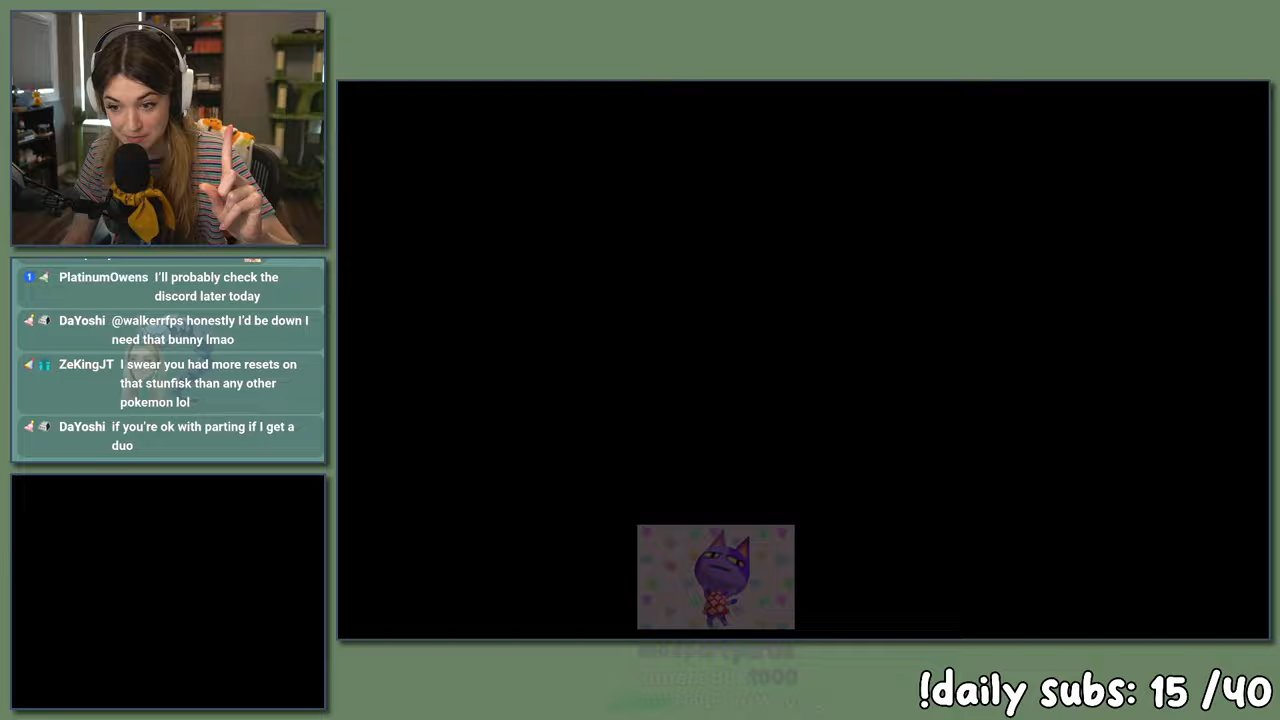 1 PlatinumOwens I'll probably check the
discord later today
DaYoshi @walkerrfps honestly I'd be down I
need that bunny lmao
ZeKingJT I swear you had more resets on
that stunfisk than any other
pokemon lol
DaYoshi if you're ok with parting if I get a
duo
!daily subs: 15 /40